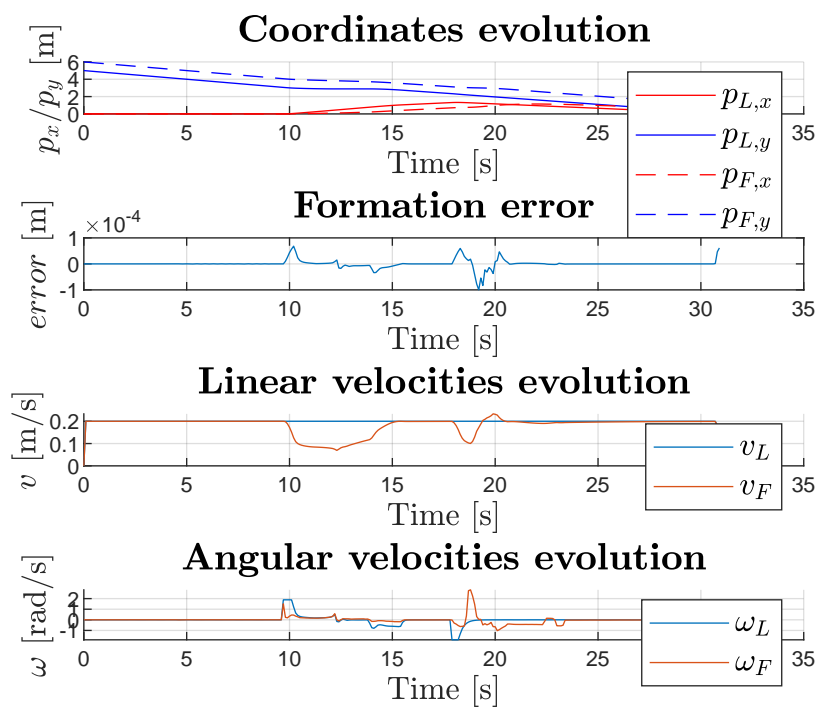 Coordinates evolution
p_x/p_y [m]
6
4
2
0
0 5 10 15 20 25 35
Time [s]
p_{L,x}
p_{L,y}
p_{F,x}
p_{F,y}
Formation error
×10^{-4}
error [m]
1
0
-1
0 5 10 15 20 25 30 35
Time [s]
Linear velocities evolution
v [m/s]
0.2
0.1
0
0 5 10 15 20 25 35
Time [s]
v_L
v_F
Angular velocities evolution
ω [rad/s]
2
1
0
-1
0 5 10 15 20 25 35
Time [s]
ω_L
ω_F